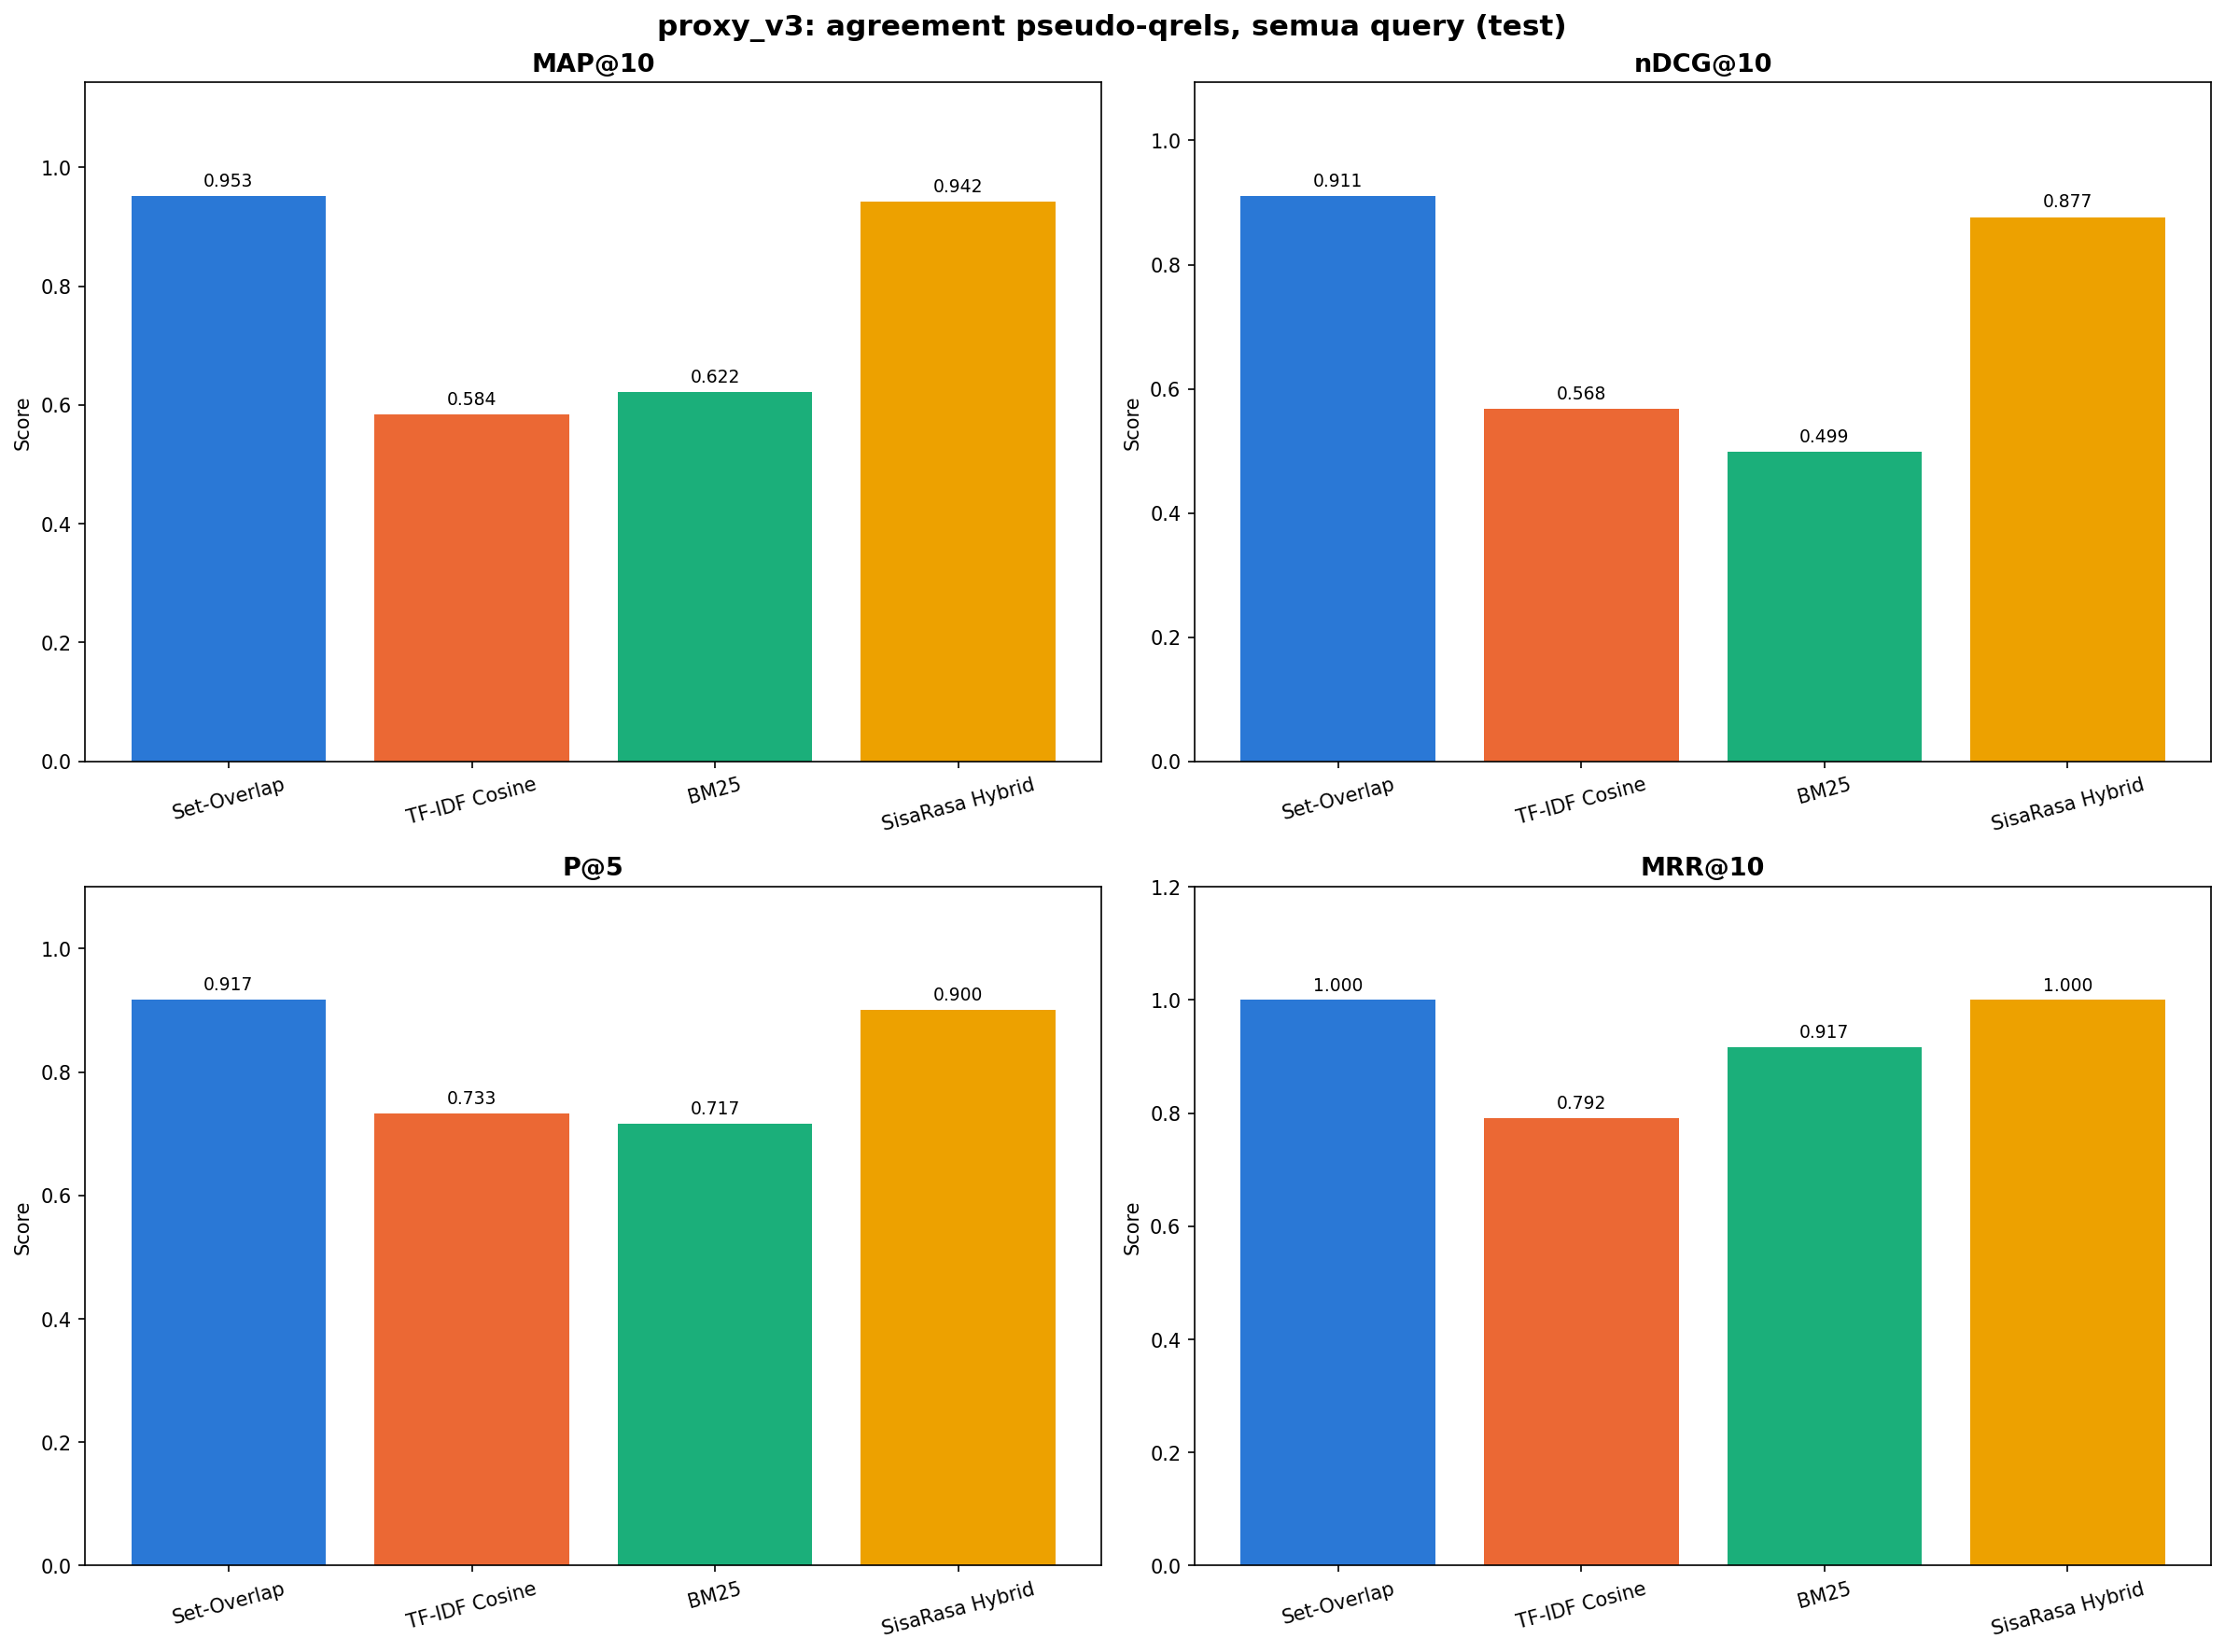 proxy_v3: agreement pseudo-qrels, semua query (test)
MAP@10
Score
1.0
0.8
0.6
0.4
0.2
0.0
0.953
0.584
0.622
0.942
Set-Overlap
TF-IDF Cosine
BM25
SisaRasa Hybrid
nDCG@10
Score
1.0
0.8
0.6
0.4
0.2
0.0
0.911
0.568
0.499
0.877
Set-Overlap
TF-IDF Cosine
BM25
SisaRasa Hybrid
P@5
Score
1.0
0.8
0.6
0.4
0.2
0.0
0.917
0.733
0.717
0.900
Set-Overlap
TF-IDF Cosine
BM25
SisaRasa Hybrid
MRR@10
Score
1.2
1.0
0.8
0.6
0.4
0.2
0.0
1.000
0.792
0.917
1.000
Set-Overlap
TF-IDF Cosine
BM25
SisaRasa Hybrid